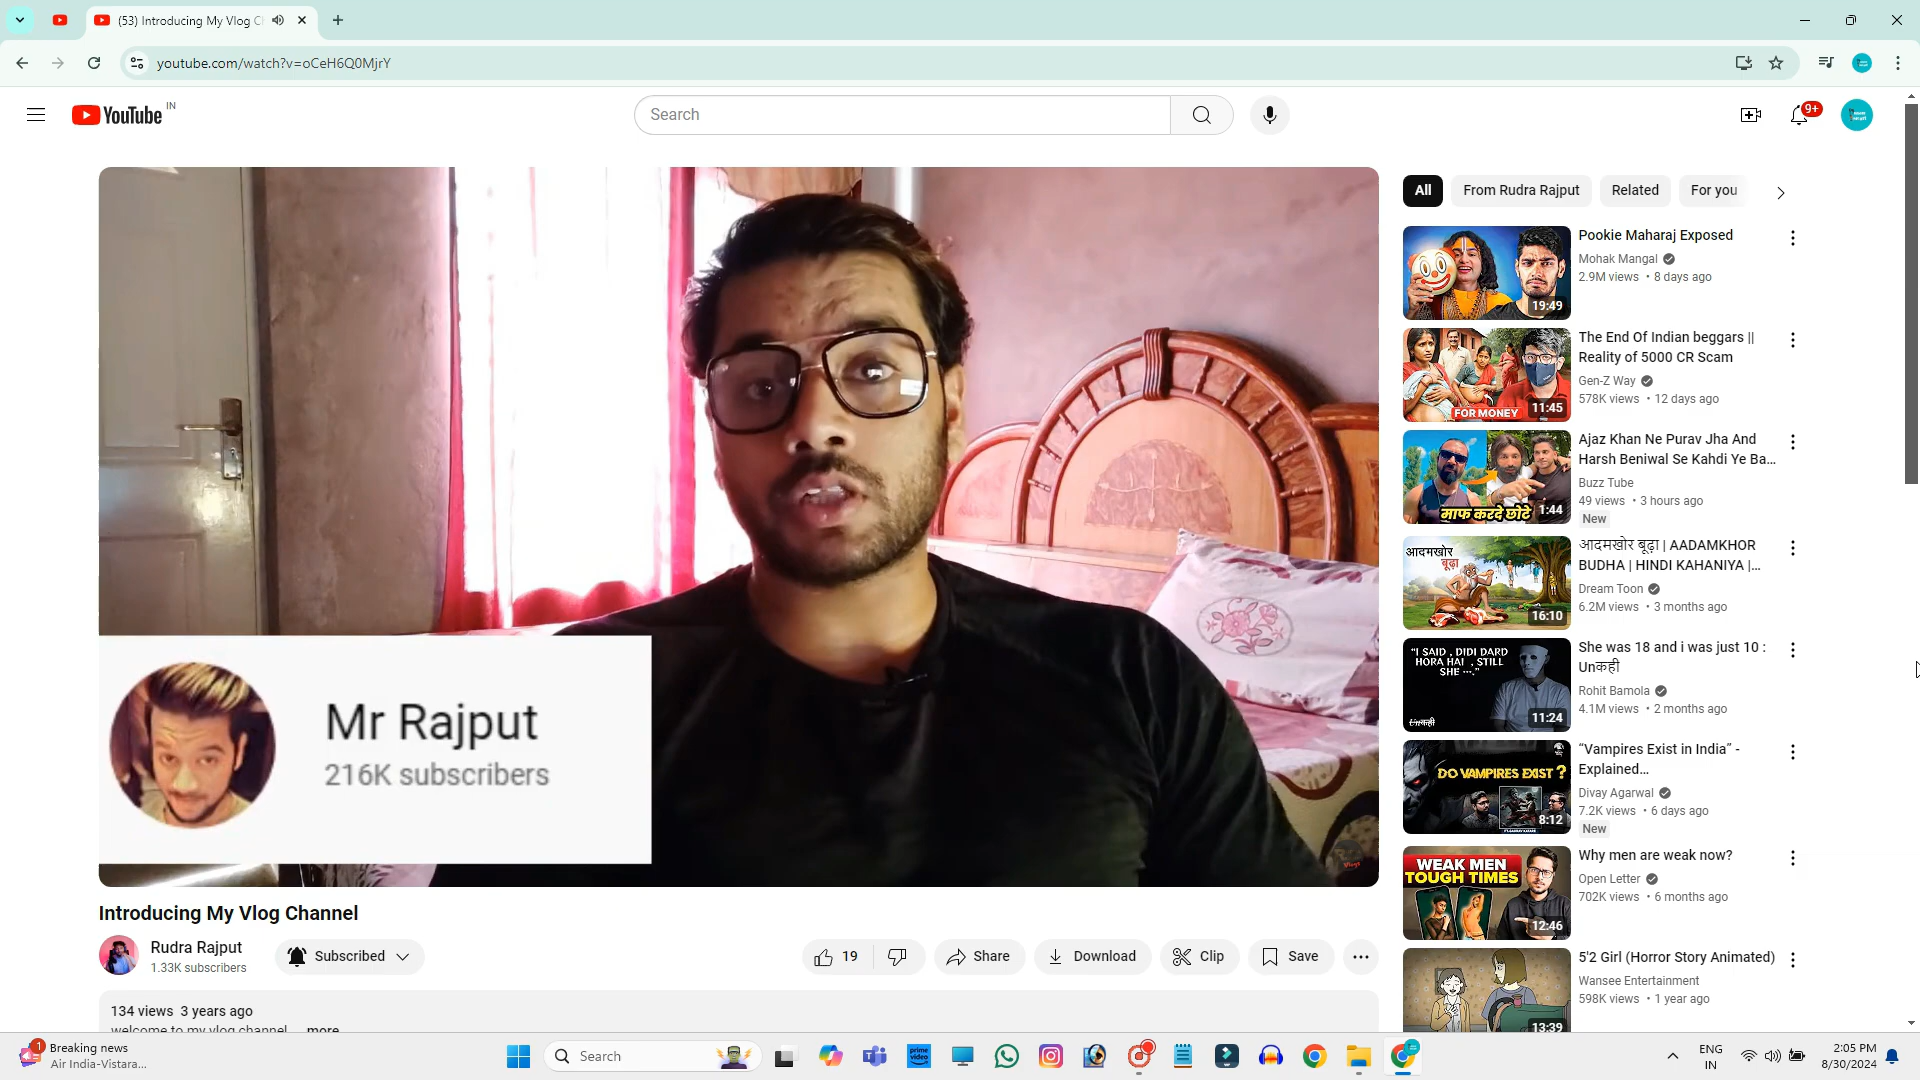 (53) Introducing My Vlog C
youtube.com/watch?v=oCeH6Q0MjrY
YouTube IN
Search
9+
All
From Rudra Rajput
Related
For you
Mr Rajput
216K subscribers
Introducing My Vlog Channel
Rudra Rajput
1.33K subscribers
Subscribed
19
Share
Download
Clip
Save
134 views 3 years ago
welcome to my vlog channel ...more
19:49
Pookie Maharaj Exposed
Mohak Mangal
2.9M views • 8 days ago
FOR MONEY
11:45
The End Of Indian beggars ||
Reality of 5000 CR Scam
Gen-Z Way
578K views • 12 days ago
माफ करदे छोटे
1:44
Ajaz Khan Ne Purav Jha And
Harsh Beniwal Se Kahdi Ye Ba...
Buzz Tube
49 views • 3 hours ago
New
आदमखोर
बूढ़ा
16:10
आदमखोर बूढ़ा | AADAMKHOR
BUDHA | HINDI KAHANIYA |...
Dream Toon
6.2M views • 3 months ago
"I SAID , DIDI DARD
HORA HAI , STILL
SHE ...."
Unकही
11:24
She was 18 and i was just 10 :
Unकही
Rohit Bamola
4.1M views • 2 months ago
DO VAMPIRES EXIST ?
8:12
“Vampires Exist in India” -
Explained...
Divay Agarwal
7.2K views • 6 days ago
New
WEAK MEN
TOUGH TIMES
12:46
Why men are weak now?
Open Letter
702K views • 6 months ago
13:39
5'2 Girl (Horror Story Animated)
Wansee Entertainment
598K views • 1 year ago
1
Breaking news
Air India-Vistara...
Search
prime video
ENG
IN
2:05 PM
8/30/2024